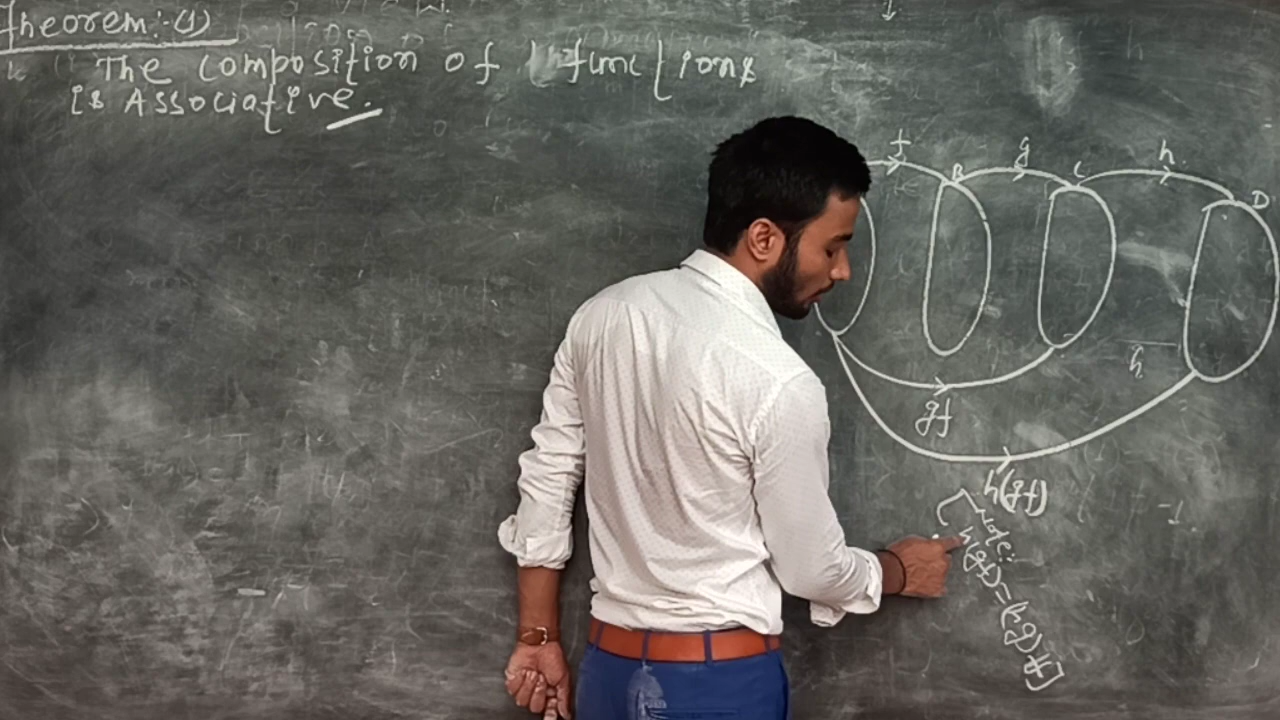 Theorem:-(1)
The Composition of functions
is Associative.
f
g
h
B
C
D
h
gf
h(gf)
[Note:
h(gf)=(hg)f]